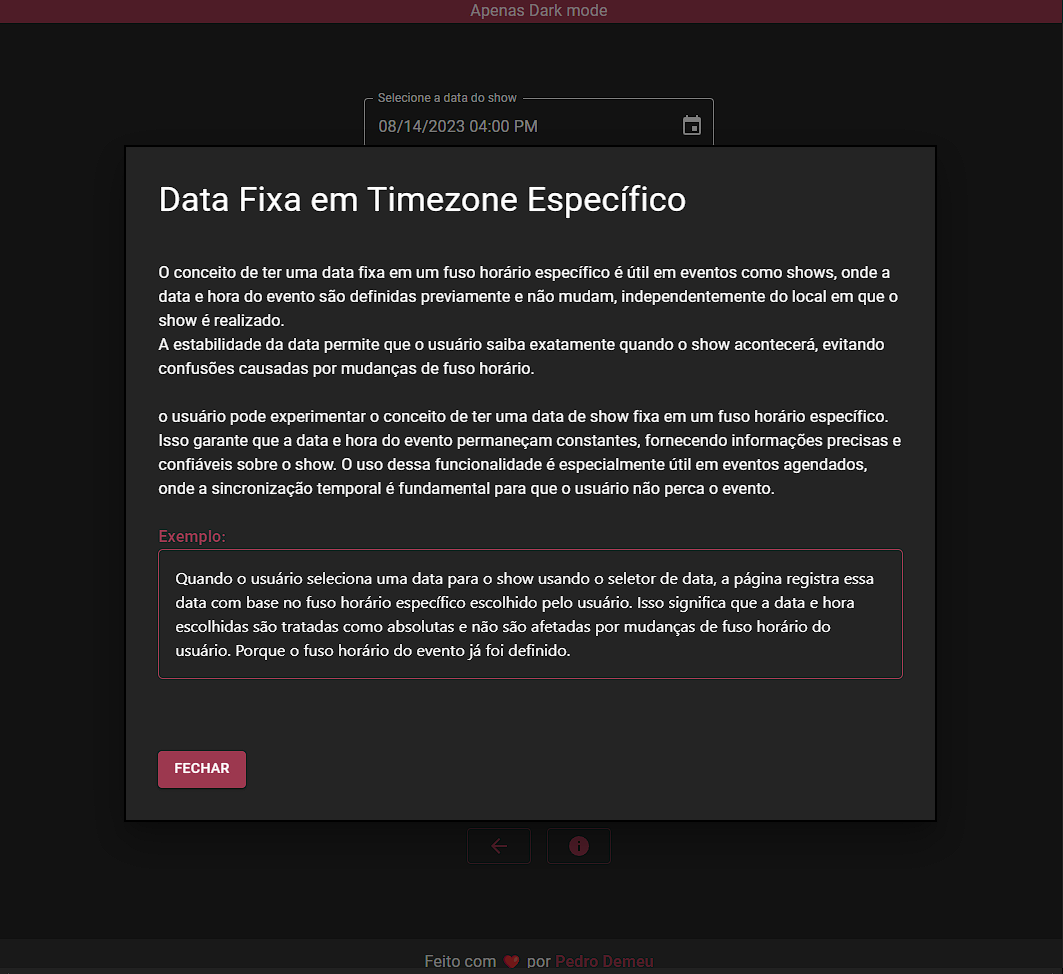 Apenas Dark mode
Selecione a data do show
08/14/2023 04:00 PM
Data Fixa em Timezone Específico
O conceito de ter uma data fixa em um fuso horário específico é útil em eventos como shows, onde a
data e hora do evento são definidas previamente e não mudam, independentemente do local em que o
show é realizado.
A estabilidade da data permite que o usuário saiba exatamente quando o show acontecerá, evitando
confusões causadas por mudanças de fuso horário.
o usuário pode experimentar o conceito de ter uma data de show fixa em um fuso horário específico.
Isso garante que a data e hora do evento permaneçam constantes, fornecendo informações precisas e
confiáveis sobre o show. O uso dessa funcionalidade é especialmente útil em eventos agendados,
onde a sincronização temporal é fundamental para que o usuário não perca o evento.
Exemplo:
Quando o usuário seleciona uma data para o show usando o seletor de data, a página registra essa
data com base no fuso horário específico escolhido pelo usuário. Isso significa que a data e hora
escolhidas são tratadas como absolutas e não são afetadas por mudanças de fuso horário do
usuário. Porque o fuso horário do evento já foi definido.
FECHAR
Feito com ❤️ por Pedro Demeu